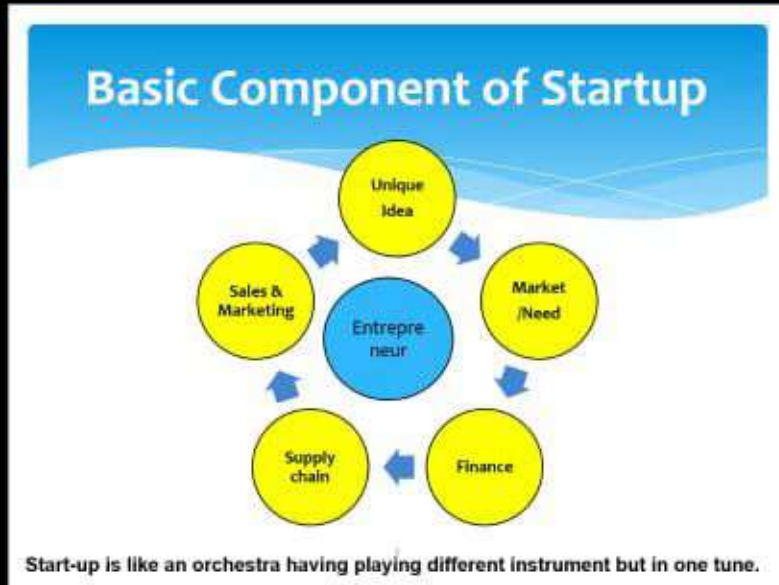 Basic Component of Startup
Unique
Idea
Market
/Need
Finance
Supply
chain
Sales &
Marketing
Entrepre
neur
Start-up is like an orchestra having playing different instrument but in one tune.